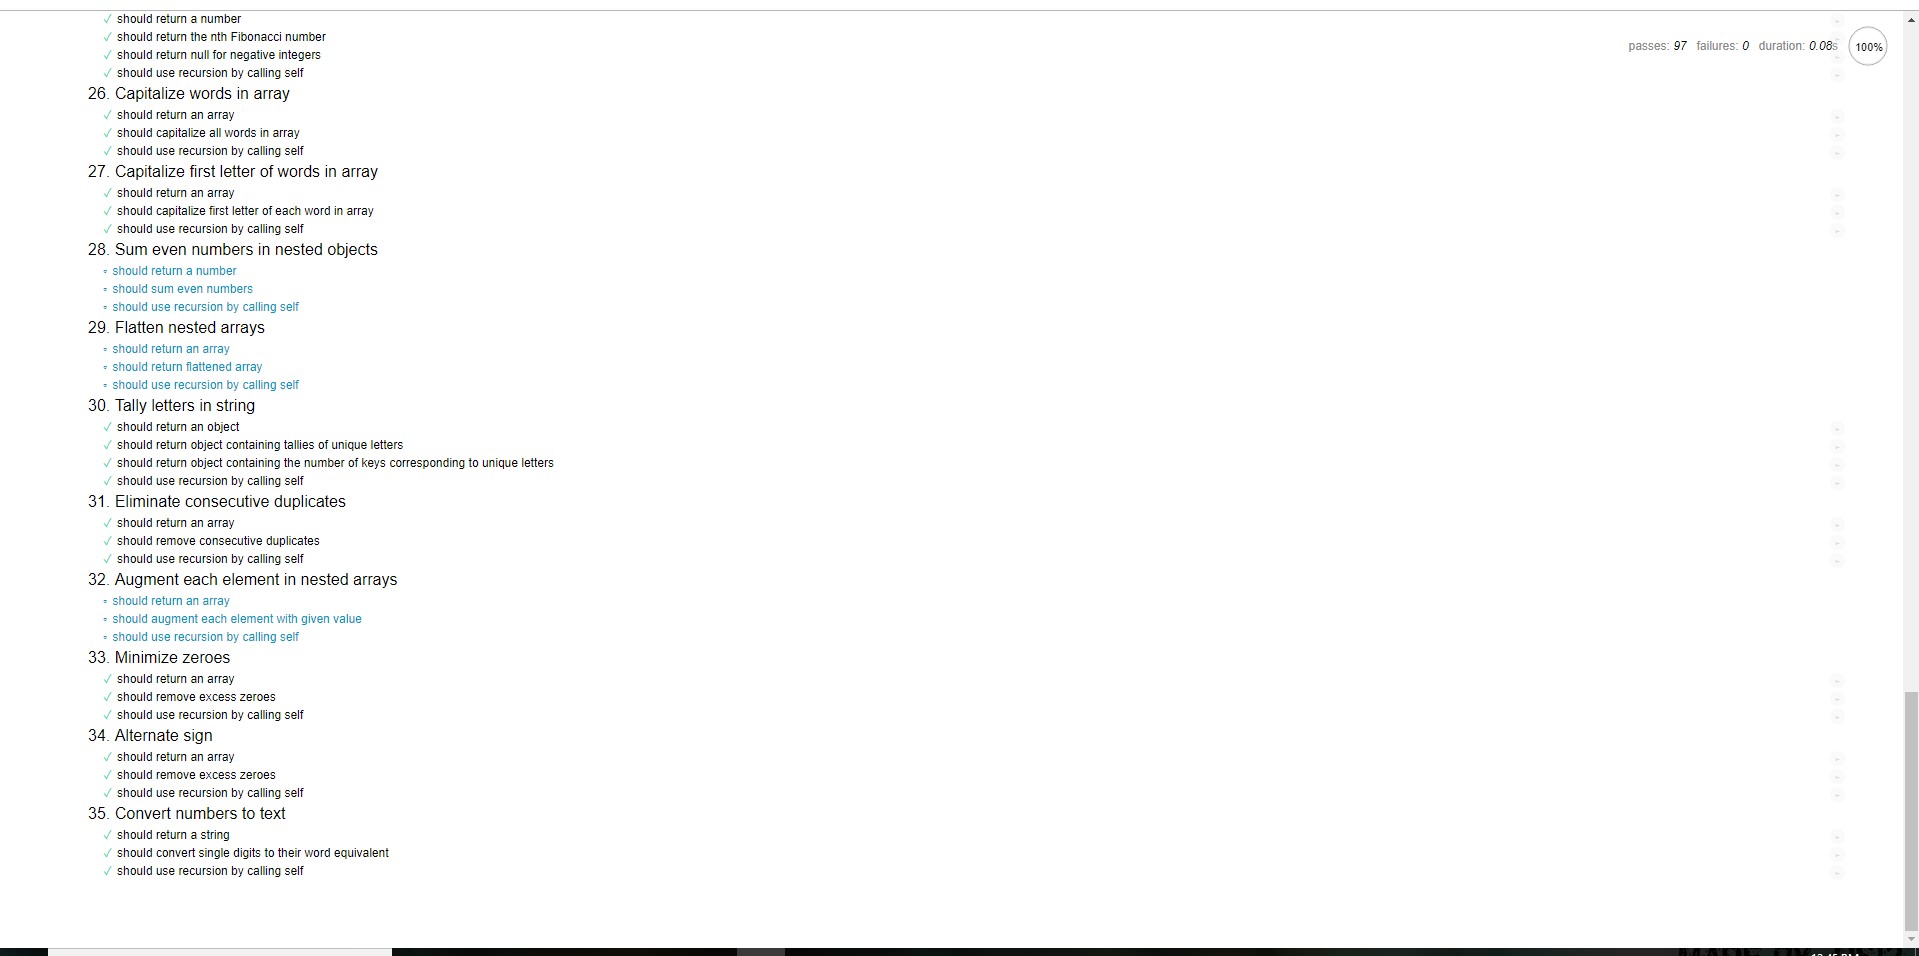 ✓ should return a number
✓ should return the nth Fibonacci number
passes: 97 failures: 0 duration: 0.08s 100%
✓ should return null for negative integers
✓ should use recursion by calling self
26. Capitalize words in array
✓ should return an array
✓ should capitalize all words in array
✓ should use recursion by calling self
27. Capitalize first letter of words in array
✓ should return an array
✓ should capitalize first letter of each word in array
✓ should use recursion by calling self
28. Sum even numbers in nested objects
should return a number
should sum even numbers
should use recursion by calling self
29. Flatten nested arrays
should return an array
should return flattened array
should use recursion by calling self
30. Tally letters in string
✓ should return an object
✓ should return object containing tallies of unique letters
✓ should return object containing the number of keys corresponding to unique letters
✓ should use recursion by calling self
31. Eliminate consecutive duplicates
✓ should return an array
✓ should remove consecutive duplicates
✓ should use recursion by calling self
32. Augment each element in nested arrays
should return an array
should augment each element with given value
should use recursion by calling self
33. Minimize zeroes
✓ should return an array
✓ should remove excess zeroes
✓ should use recursion by calling self
34. Alternate sign
✓ should return an array
✓ should remove excess zeroes
✓ should use recursion by calling self
35. Convert numbers to text
✓ should return a string
✓ should convert single digits to their word equivalent
✓ should use recursion by calling self